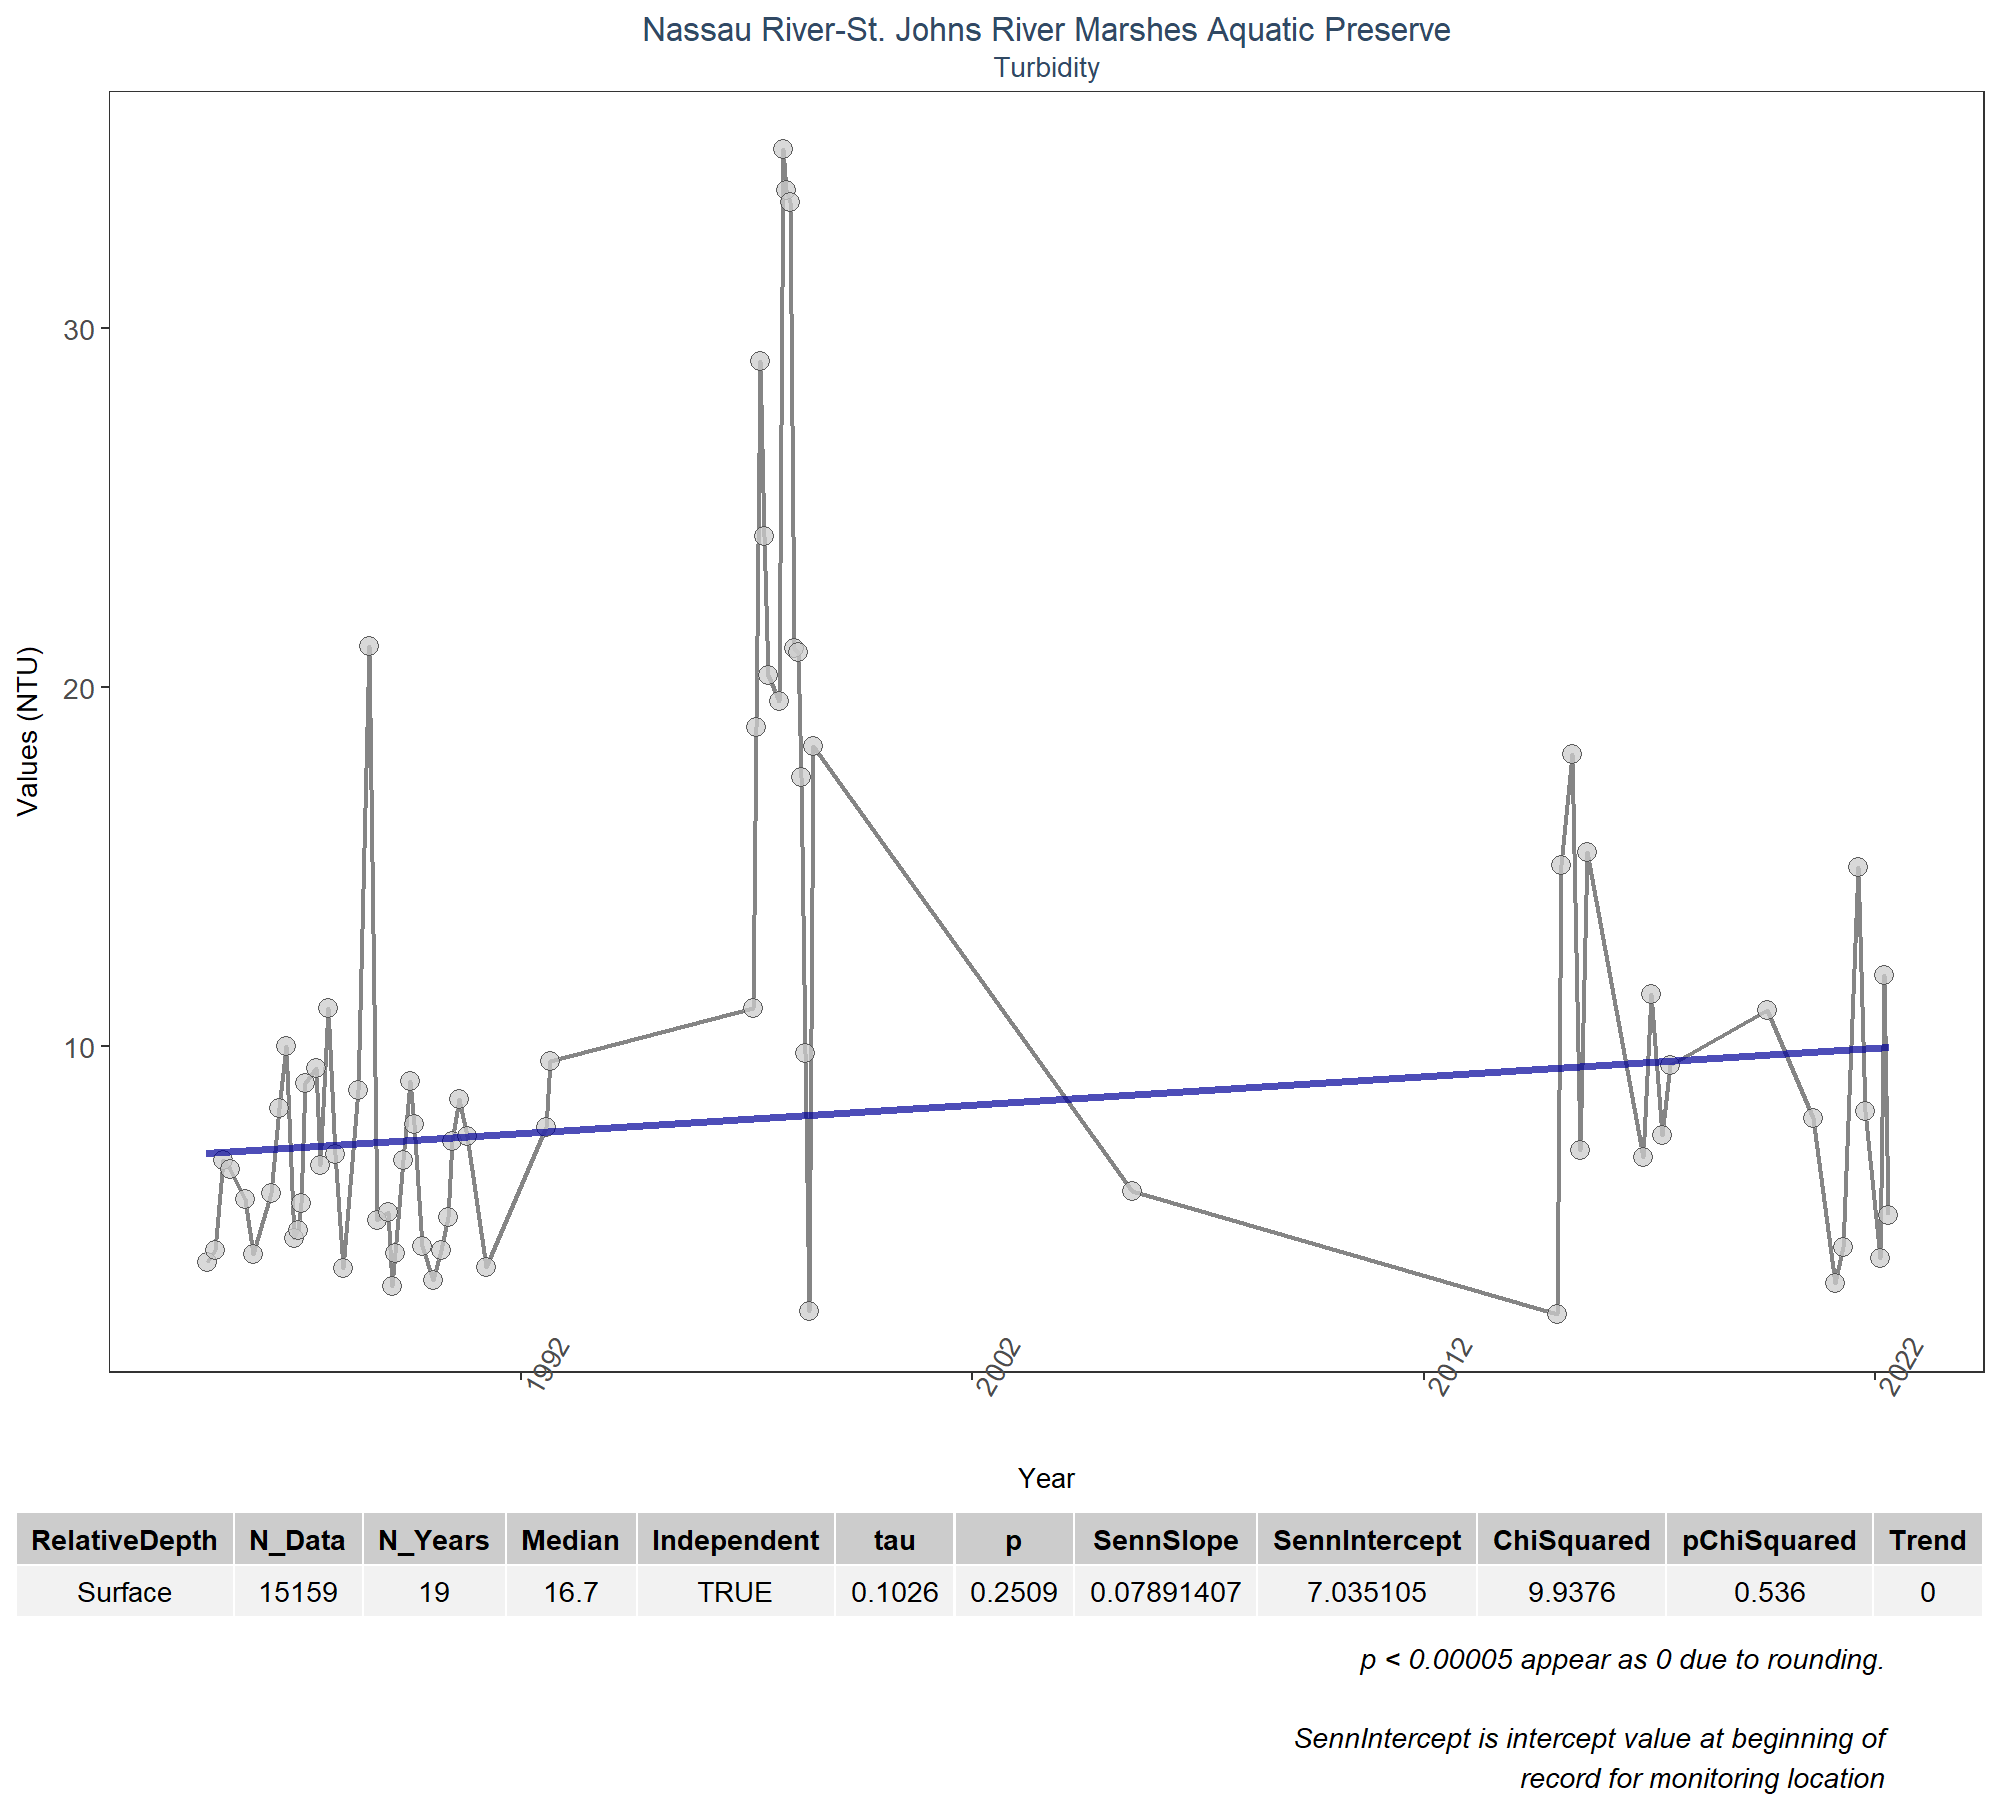 Nassau River-St. Johns River Marshes Aquatic Preserve
Turbidity
Values (NTU)
30
20
10
1992
2002
2012
2022
Year
RelativeDepth N_Data N_Years Median Independent tau p SennSlope SennIntercept ChiSquared pChiSquared Trend
Surface 15159 19 16.7 TRUE 0.1026 0.2509 0.07891407 7.035105 9.9376 0.536 0
p < 0.00005 appear as 0 due to rounding.
SennIntercept is intercept value at beginning of
record for monitoring location